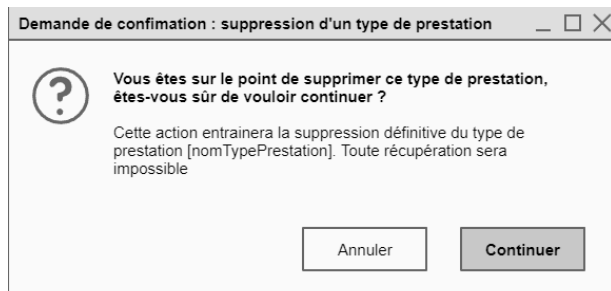 Demande de confimation : suppression d'un type de prestation
?
Vous êtes sur le point de supprimer ce type de prestation,
êtes-vous sûr de vouloir continuer ?
Cette action entrainera la suppression définitive du type de
prestation [nomTypePrestation]. Toute récupération sera
impossible
Annuler
Continuer